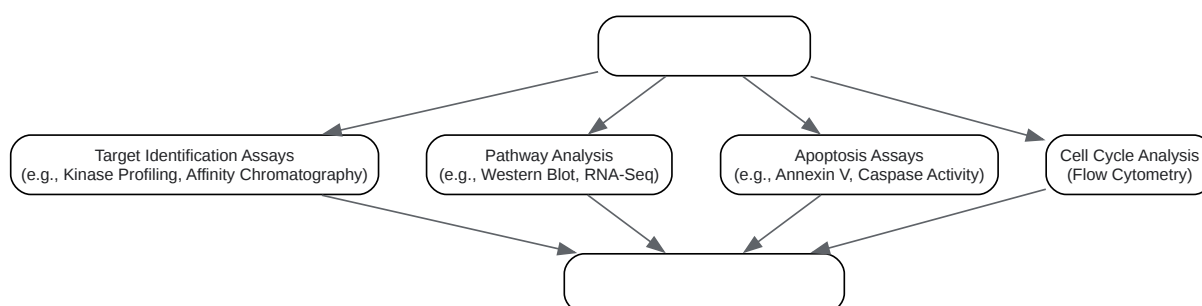 Target Identification Assays
(e.g., Kinase Profiling, Affinity Chromatography)
Pathway Analysis
(e.g., Western Blot, RNA-Seq)
Apoptosis Assays
(e.g., Annexin V, Caspase Activity)
Cell Cycle Analysis
(Flow Cytometry)